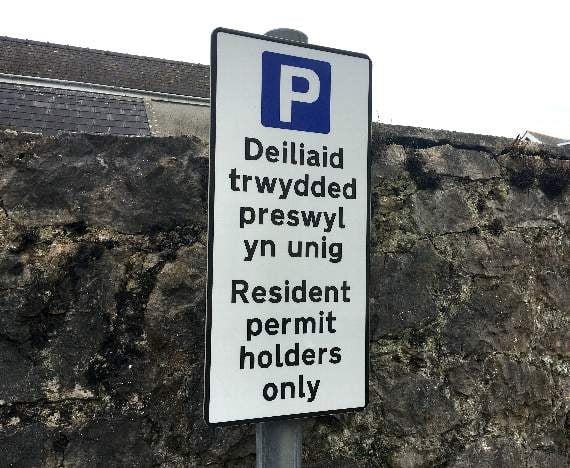 P
Deiliaid
trwydded
preswyl
yn unig
Resident
permit
holders
only